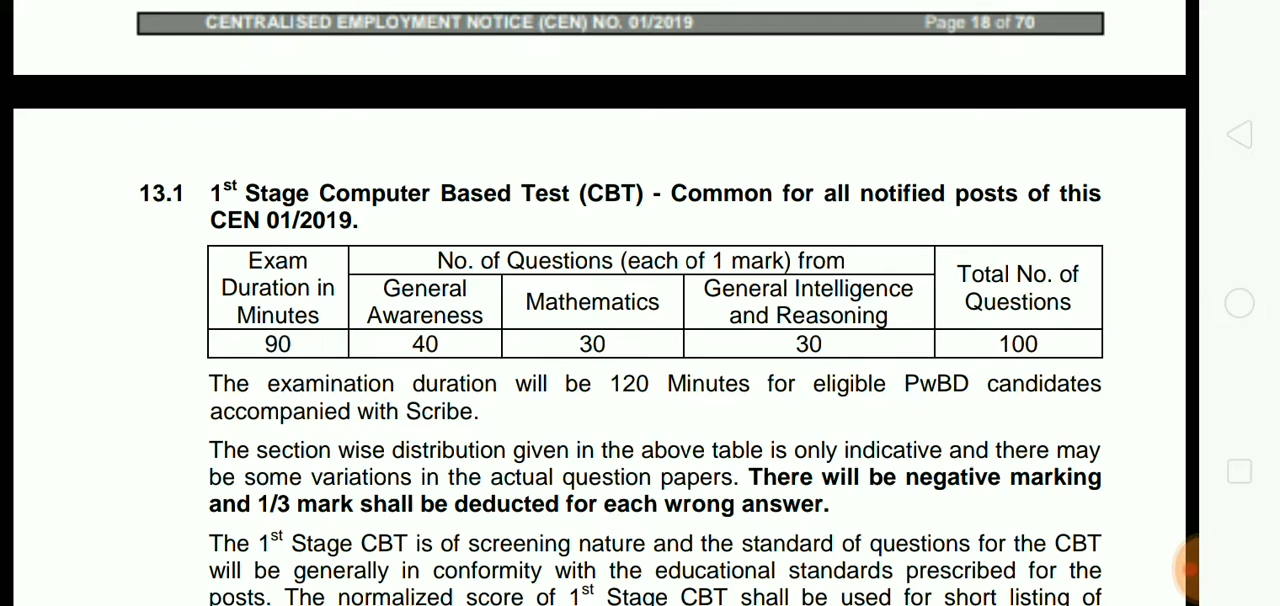 CENTRALISED EMPLOYMENT NOTICE (CEN) NO. 01/2019 Page 18 of 70
13.1 1st Stage Computer Based Test (CBT) - Common for all notified posts of this
CEN 01/2019.
Exam Duration in Minutes No. of Questions (each of 1 mark) from Total No. of Questions
General Awareness Mathematics General Intelligence and Reasoning
90 40 30 30 100
The examination duration will be 120 Minutes for eligible PwBD candidates
accompanied with Scribe.
The section wise distribution given in the above table is only indicative and there may
be some variations in the actual question papers. There will be negative marking
and 1/3 mark shall be deducted for each wrong answer.
The 1st Stage CBT is of screening nature and the standard of questions for the CBT
will be generally in conformity with the educational standards prescribed for the
posts. The normalized score of 1st Stage CBT shall be used for short listing of